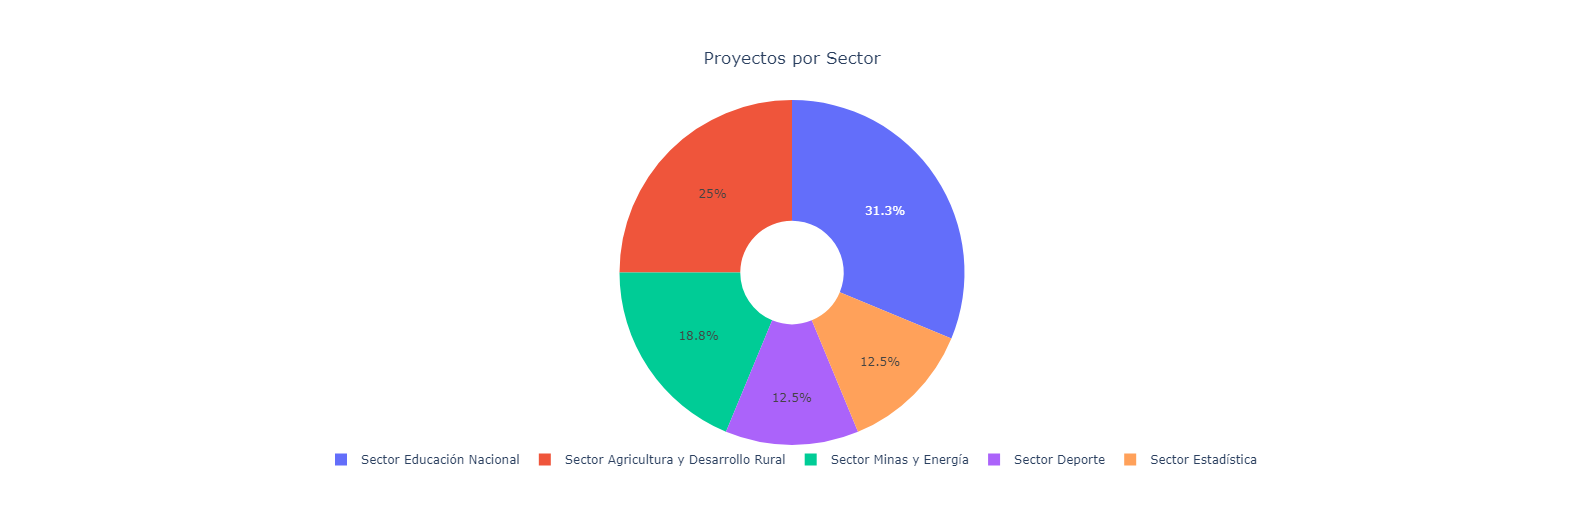 Proyectos por Sector
25%
31.3%
18.8%
12.5%
12.5%
Sector Educación Nacional
Sector Agricultura y Desarrollo Rural
Sector Minas y Energía
Sector Deporte
Sector Estadística